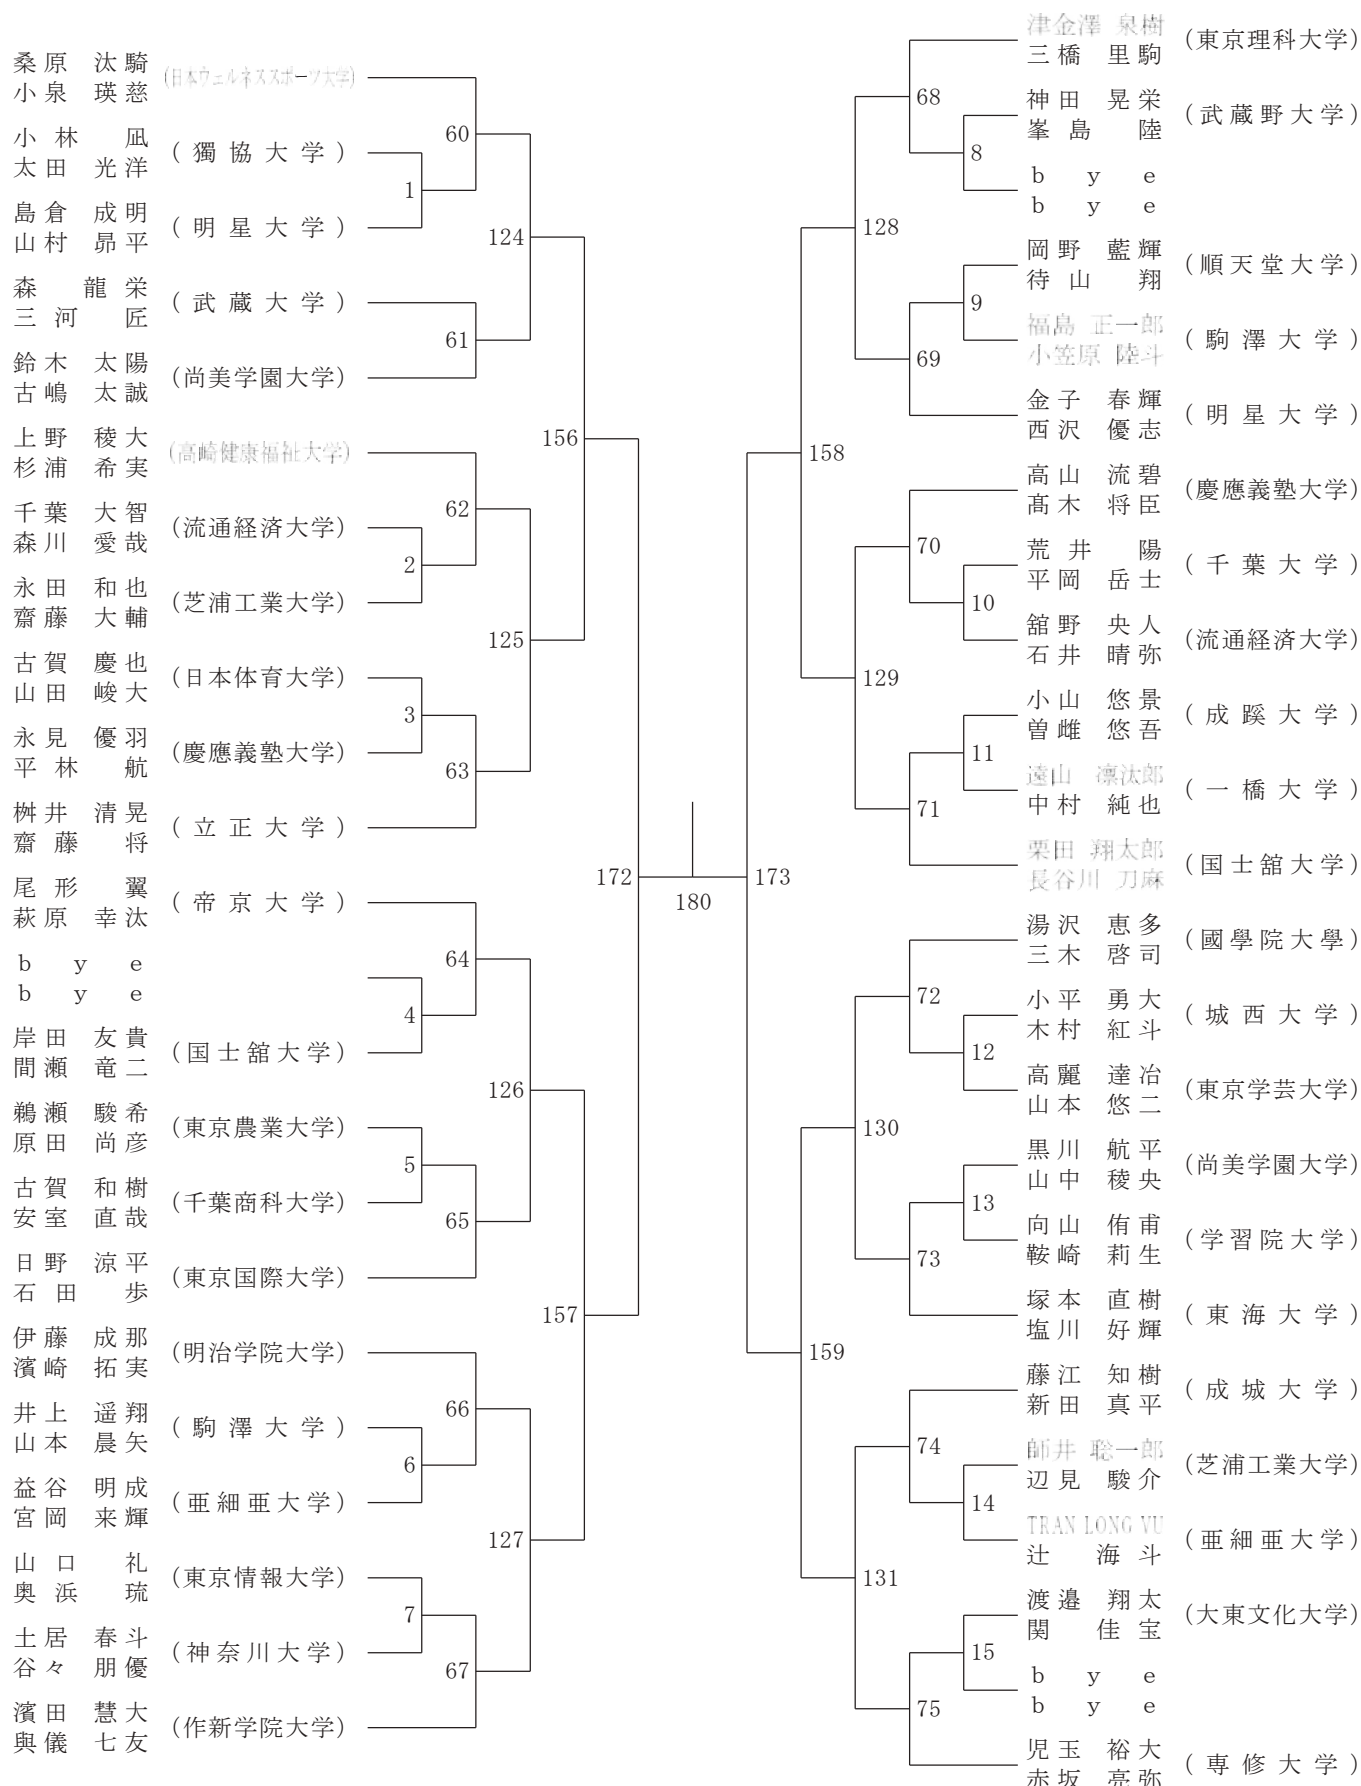 桑原 汰騎
小泉 瑛慈
(日本ウェルネススポーツ大学)
小林 凪
太田 光洋
(獨協大学)
島倉 成明
山村 昴平
(明星大学)
森 龍栄
三河 匠
(武蔵大学)
鈴木 太陽
古嶋 太誠
(尚美学園大学)
上野 稜大
杉浦 希実
(高崎健康福祉大学)
千葉 大智
森川 愛哉
(流通経済大学)
永田 和也
齋藤 大輔
(芝浦工業大学)
古賀 慶也
山田 峻大
(日本体育大学)
永見 優羽
平林 航
(慶應義塾大学)
桝井 清晃
齋藤 将
(立正大学)
尾形 翼
萩原 幸汰
(帝京大学)
bye
bye
岸田 友貴
間瀬 竜二
(国士舘大学)
鵜瀬 駿希
原田 尚彦
(東京農業大学)
古賀 和樹
安室 直哉
(千葉商科大学)
日野 涼平
石田 歩
(東京国際大学)
伊藤 成那
濱崎 拓実
(明治学院大学)
井上 遥翔
山本 晨矢
(駒澤大学)
益谷 明成
宮岡 来輝
(亜細亜大学)
山口 礼
奥浜 琉
(東京情報大学)
土居 春斗
谷々 朋優
(神奈川大学)
濱田 慧大
與儀 七友
(作新学院大学)
1
2
3
4
5
6
7
60
61
62
63
64
65
66
67
124
125
126
127
156
157
172
180
173
158
159
128
129
130
131
68
69
70
71
72
73
74
75
8
9
10
11
12
13
14
15
津金澤 泉樹
三橋 里駒
(東京理科大学)
神田 晃栄
峯島 陸
(武蔵野大学)
bye
bye
岡野 藍輝
待山 翔
(順天堂大学)
福島 正一郎
小笠原 陸斗
(駒澤大学)
金子 春輝
西沢 優志
(明星大学)
高山 流碧
髙木 将臣
(慶應義塾大学)
荒井 陽
平岡 岳士
(千葉大学)
舘野 央人
石井 晴弥
(流通経済大学)
小山 悠景
曽雌 悠吾
(成蹊大学)
遠山 凛汰郎
中村 純也
(一橋大学)
栗田 翔太郎
長谷川 刀麻
(国士舘大学)
湯沢 恵多
三木 啓司
(國學院大學)
小平 勇大
木村 紅斗
(城西大学)
高麗 達治
山本 悠二
(東京学芸大学)
黒川 航平
山中 稜央
(尚美学園大学)
向山 侑甫
鞍崎 莉生
(学習院大学)
塚本 直樹
塩川 好輝
(東海大学)
藤江 知樹
新田 真平
(成城大学)
師井 聡一郎
辺見 駿介
(芝浦工業大学)
TRAN LONG VU
辻 海斗
(亜細亜大学)
渡邉 翔太
関 佳宝
(大東文化大学)
bye
bye
児玉 裕大
赤坂 亮弥
(専修大学)